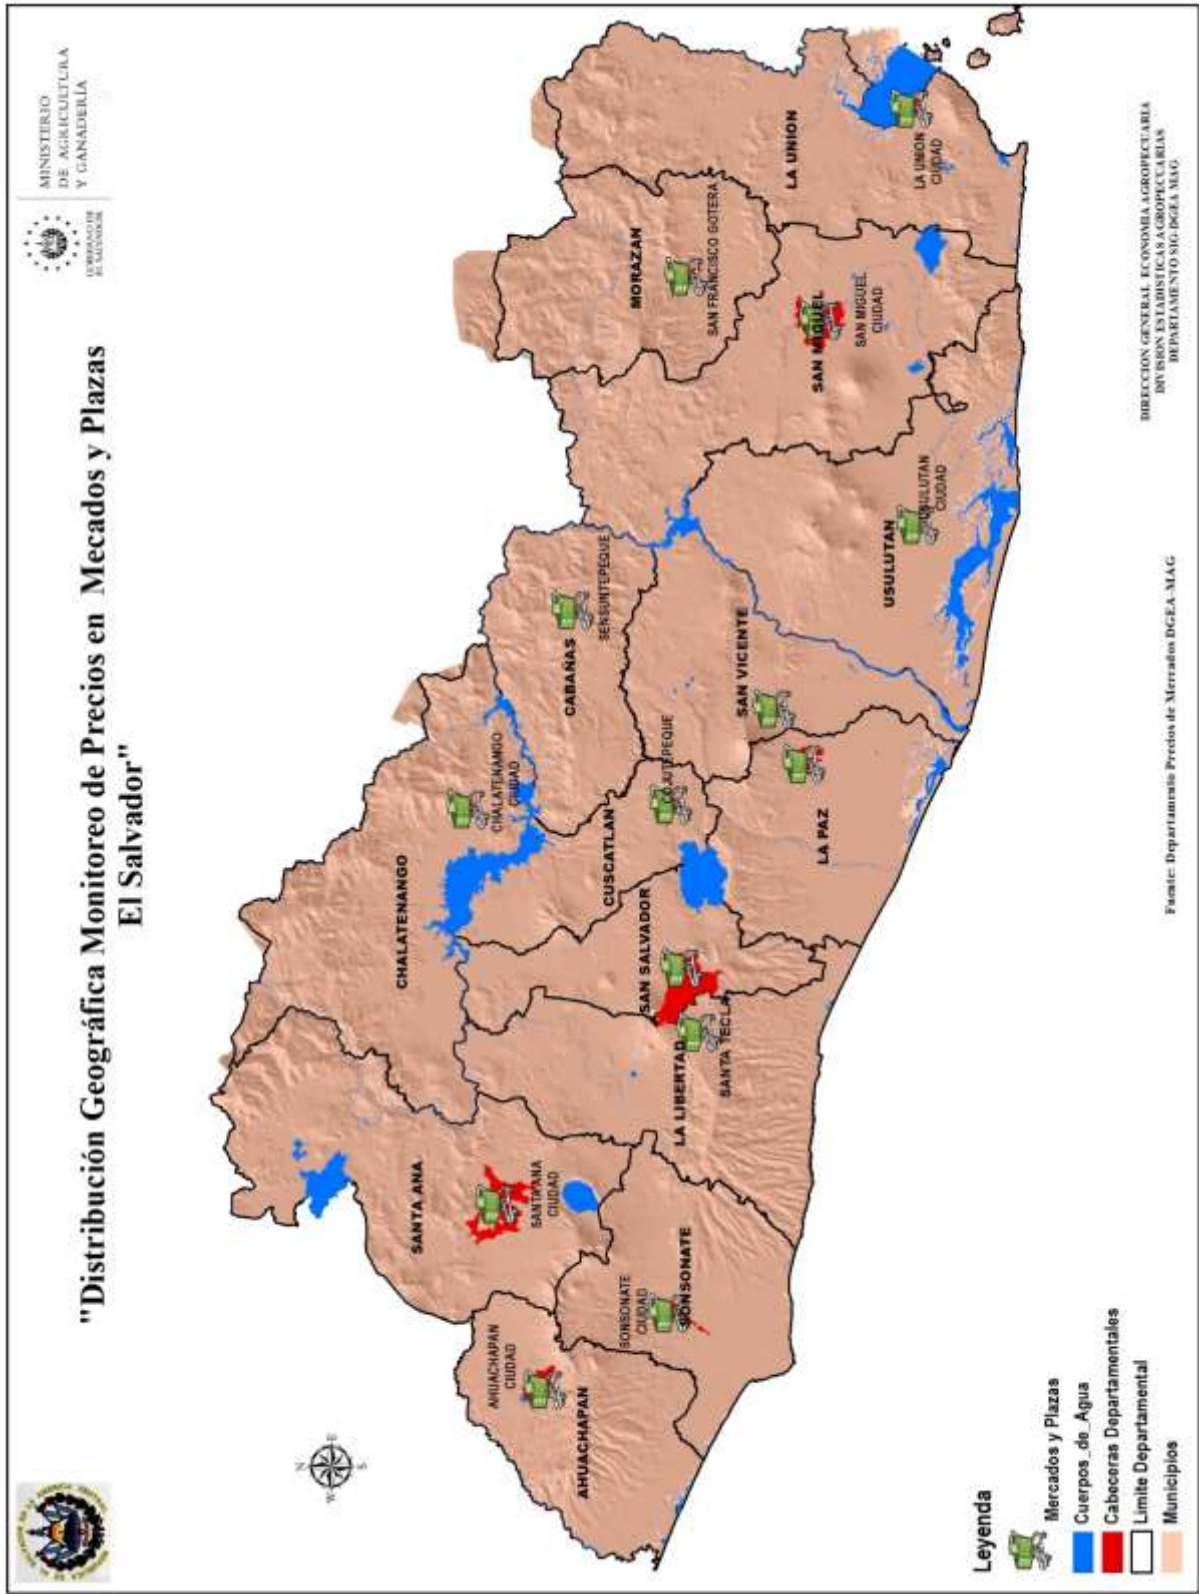 "Distribución Geográfica Monitoreo de Precios en Mecados y Plazas
El Salvador"
GOBIERNO DE
EL SALVADOR
MINISTERIO
DE AGRICULTURA
Y GANADERÍA
N
W
E
S
AHUACHAPAN
CIUDAD
AHUACHAPAN
SANTA ANA
SANTA ANA
CIUDAD
SONSONATE
CIUDAD
SONSONATE
CHALATENANGO
CHALATENANGO
CIUDAD
LA LIBERTAD
SANTA TECLA
SAN SALVADOR
CUSCATLAN
COJUTEPEQUE
LA PAZ
CABAÑAS
SENSUNTEPEQUE
SAN VICENTE
USULUTAN
USULUTAN
CIUDAD
MORAZAN
SAN FRANCISCO GOTERA
SAN MIGUEL
SAN MIGUEL
CIUDAD
LA UNION
LA UNION
CIUDAD
Leyenda
Mercados y Plazas
Cuerpos_de_Agua
Cabeceras Departamentales
Limite Departamental
Municipios
Fuente: Departamento Precios de Mercados DGEA-MAG
DIRECCION GENERAL ECONOMIA AGROPECUARIA
DIVISION ESTADISTICAS AGROPECUARIAS
DEPARTAMENTO SIG-DGEA MAG